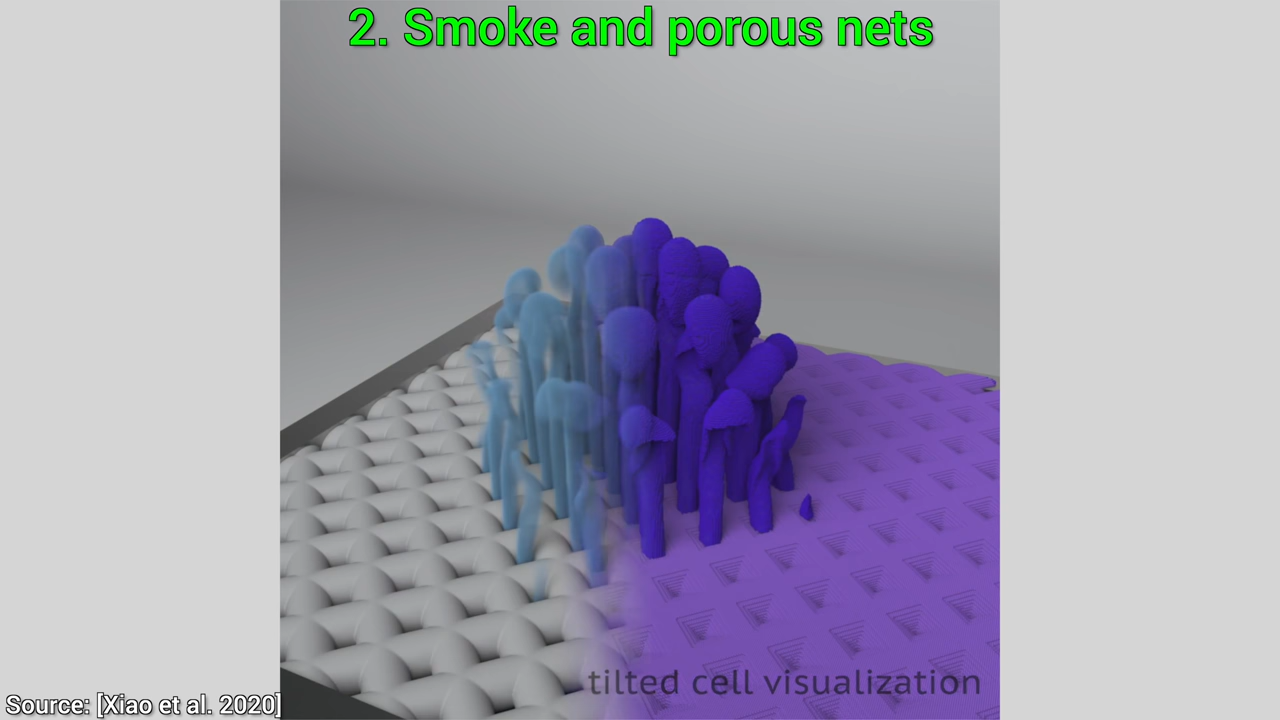 2. Smoke and porous nets
tilted cell visualization
Source: [Xiao et al. 2020]